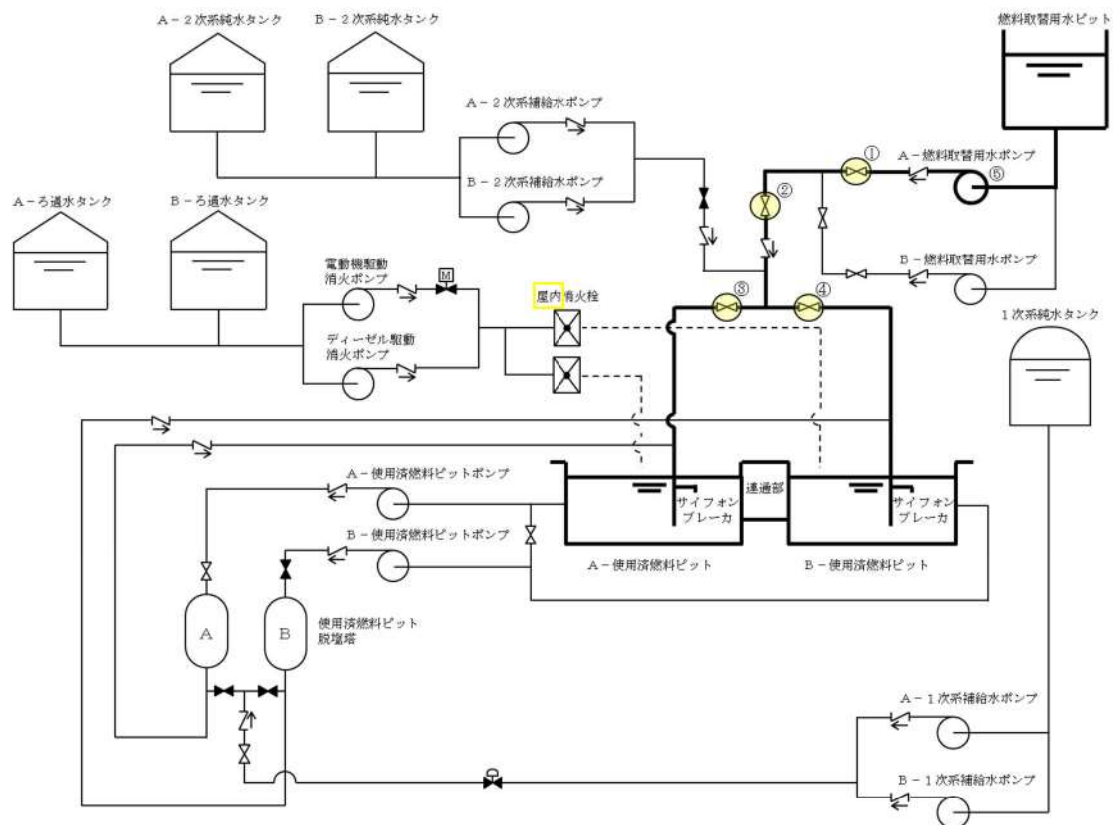 A-2次系純水タンク
B-2次系純水タンク
燃料取替用水ピット
A-2次系補給水ポンプ
B-2次系補給水ポンプ
①
A-燃料取替用水ポンプ
⑤
②
A-ろ過水タンク
B-ろ過水タンク
B-燃料取替用水ポンプ
電動機駆動
消火ポンプ
M
屋内消火栓
③
④
1次系純水タンク
ディーゼル駆動
消火ポンプ
A-使用済燃料ピットポンプ
サイフォン
ブレーカ
連通部
サイフォン
ブレーカ
B-使用済燃料ピットポンプ
A-使用済燃料ピット
B-使用済燃料ピット
A
B
使用済燃料ピット
脱塩塔
A-1次系補給水ポンプ
B-1次系補給水ポンプ